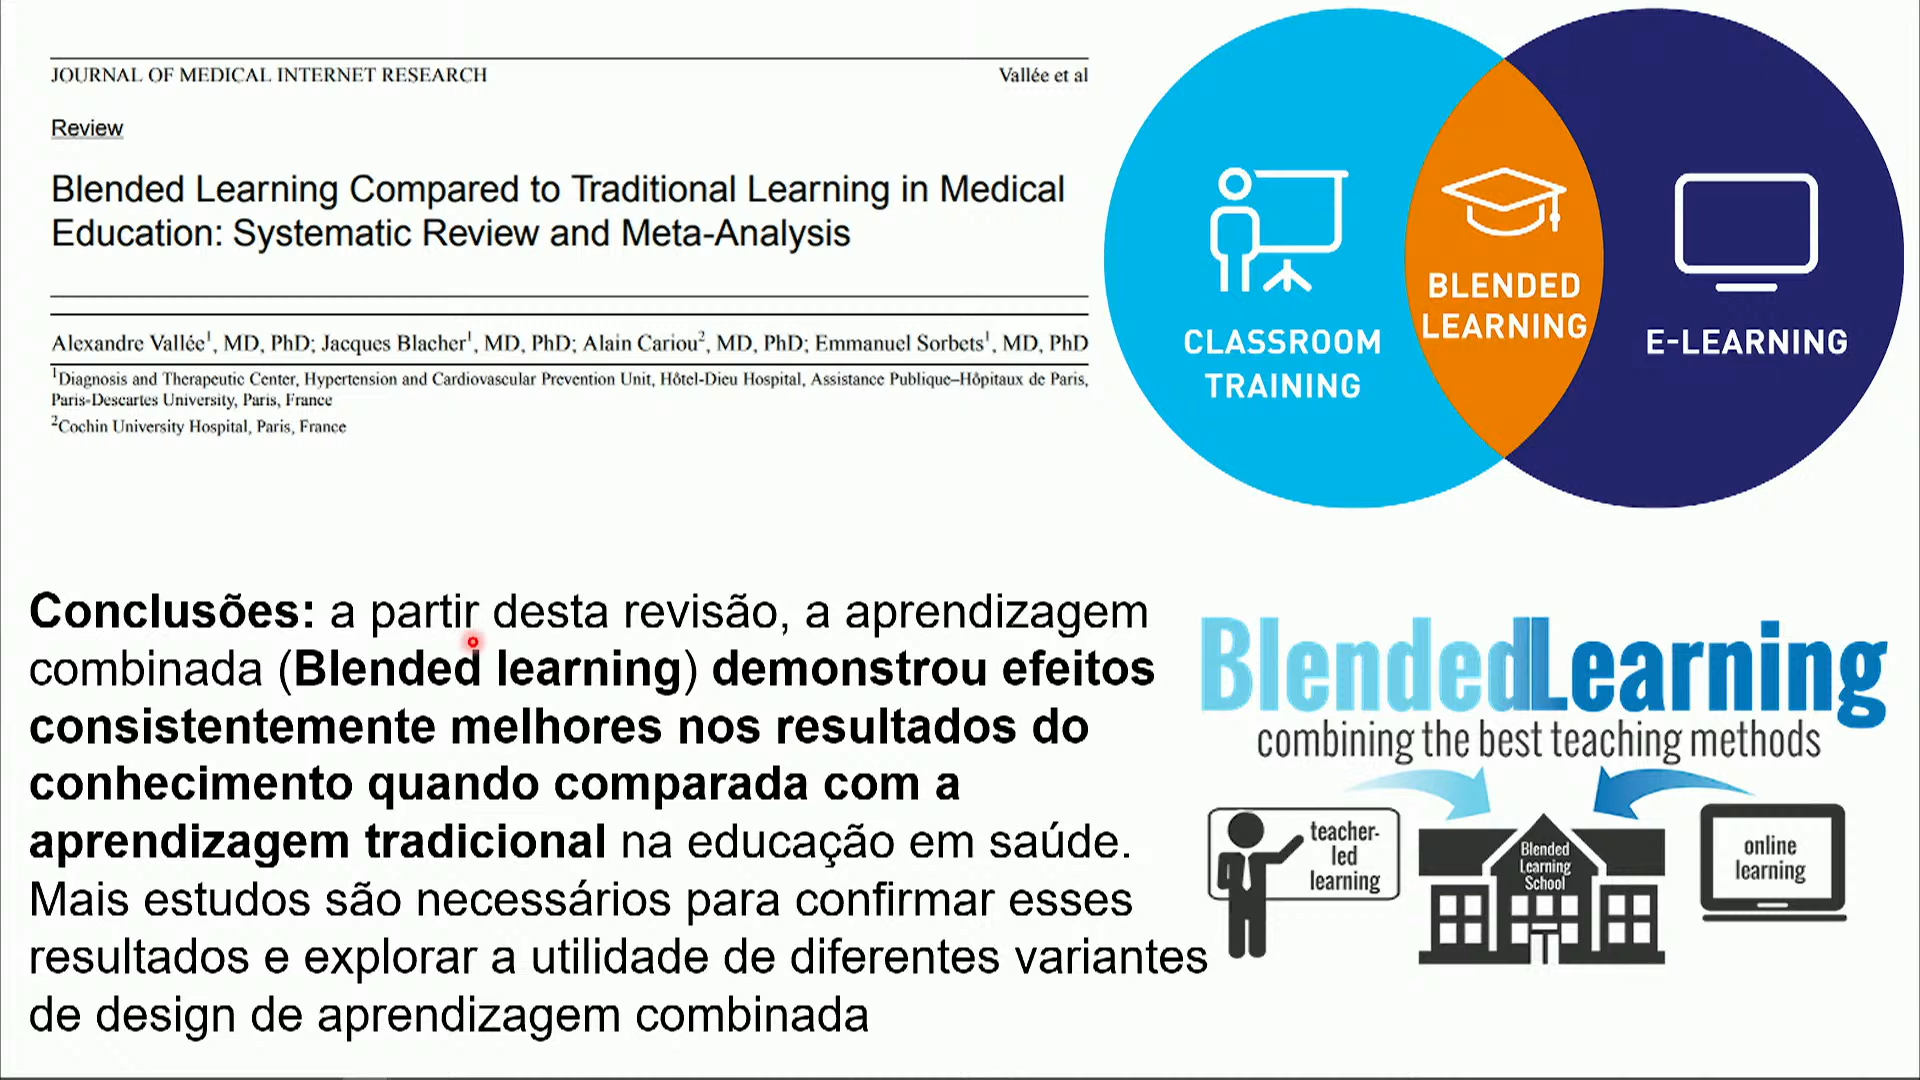 JOURNAL OF MEDICAL INTERNET RESEARCH
Vallée et al
Review
Blended Learning Compared to Traditional Learning in Medical
Education: Systematic Review and Meta-Analysis
Alexandre Vallée1, MD, PhD; Jacques Blacher1, MD, PhD; Alain Cariou2, MD, PhD; Emmanuel Sorbets1, MD, PhD
1Diagnosis and Therapeutic Center, Hypertension and Cardiovascular Prevention Unit, Hôtel-Dieu Hospital, Assistance Publique–Hôpitaux de Paris,
Paris-Descartes University, Paris, France
2Cochin University Hospital, Paris, France
CLASSROOM
TRAINING
BLENDED
LEARNING
E-LEARNING
Conclusões: a partir desta revisão, a aprendizagem
combinada (Blended learning) demonstrou efeitos
consistentemente melhores nos resultados do
conhecimento quando comparada com a
aprendizagem tradicional na educação em saúde.
Mais estudos são necessários para confirmar esses
resultados e explorar a utilidade de diferentes variantes
de design de aprendizagem combinada
BlendedLearning
combining the best teaching methods
teacher-
led
learning
Blended
Learning
School
online
learning